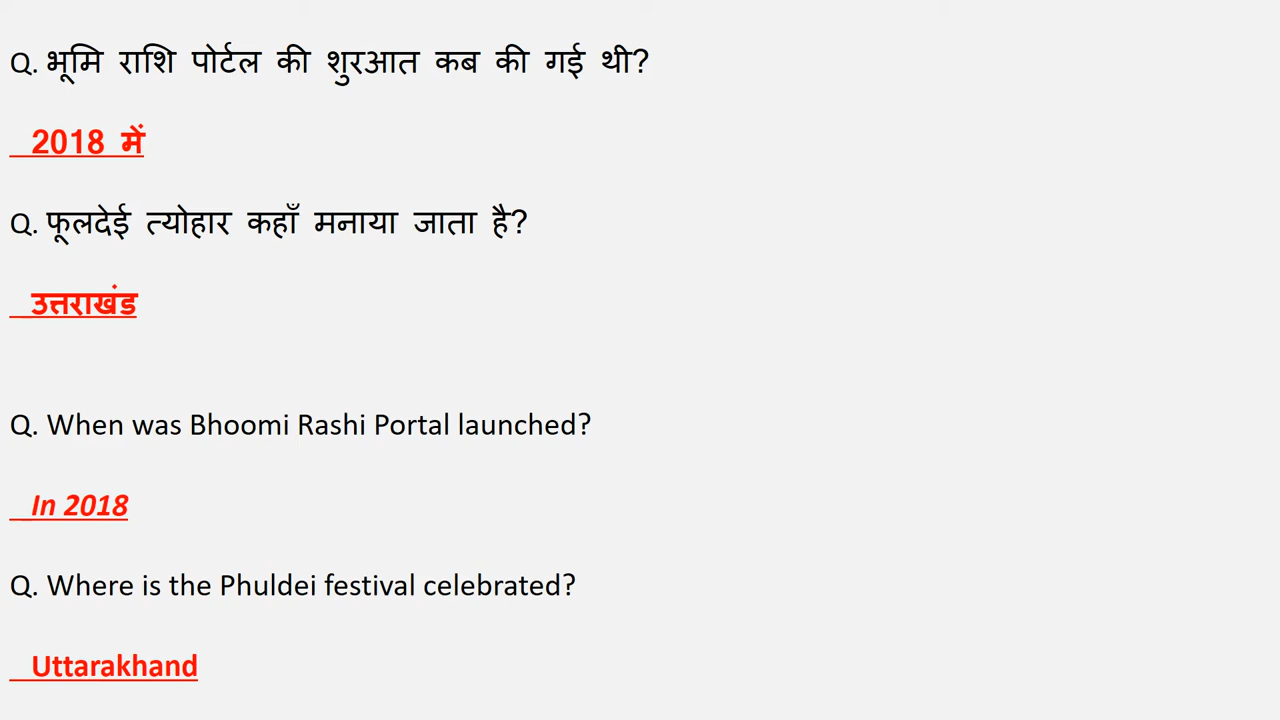 Q. भूमि राशि पोर्टल की शुरआत कब की गई थी?
2018 में
Q. फूलदेई त्योहार कहाँ मनाया जाता है?
उत्तराखंड
Q. When was Bhoomi Rashi Portal launched?
In 2018
Q. Where is the Phuldei festival celebrated?
Uttarakhand